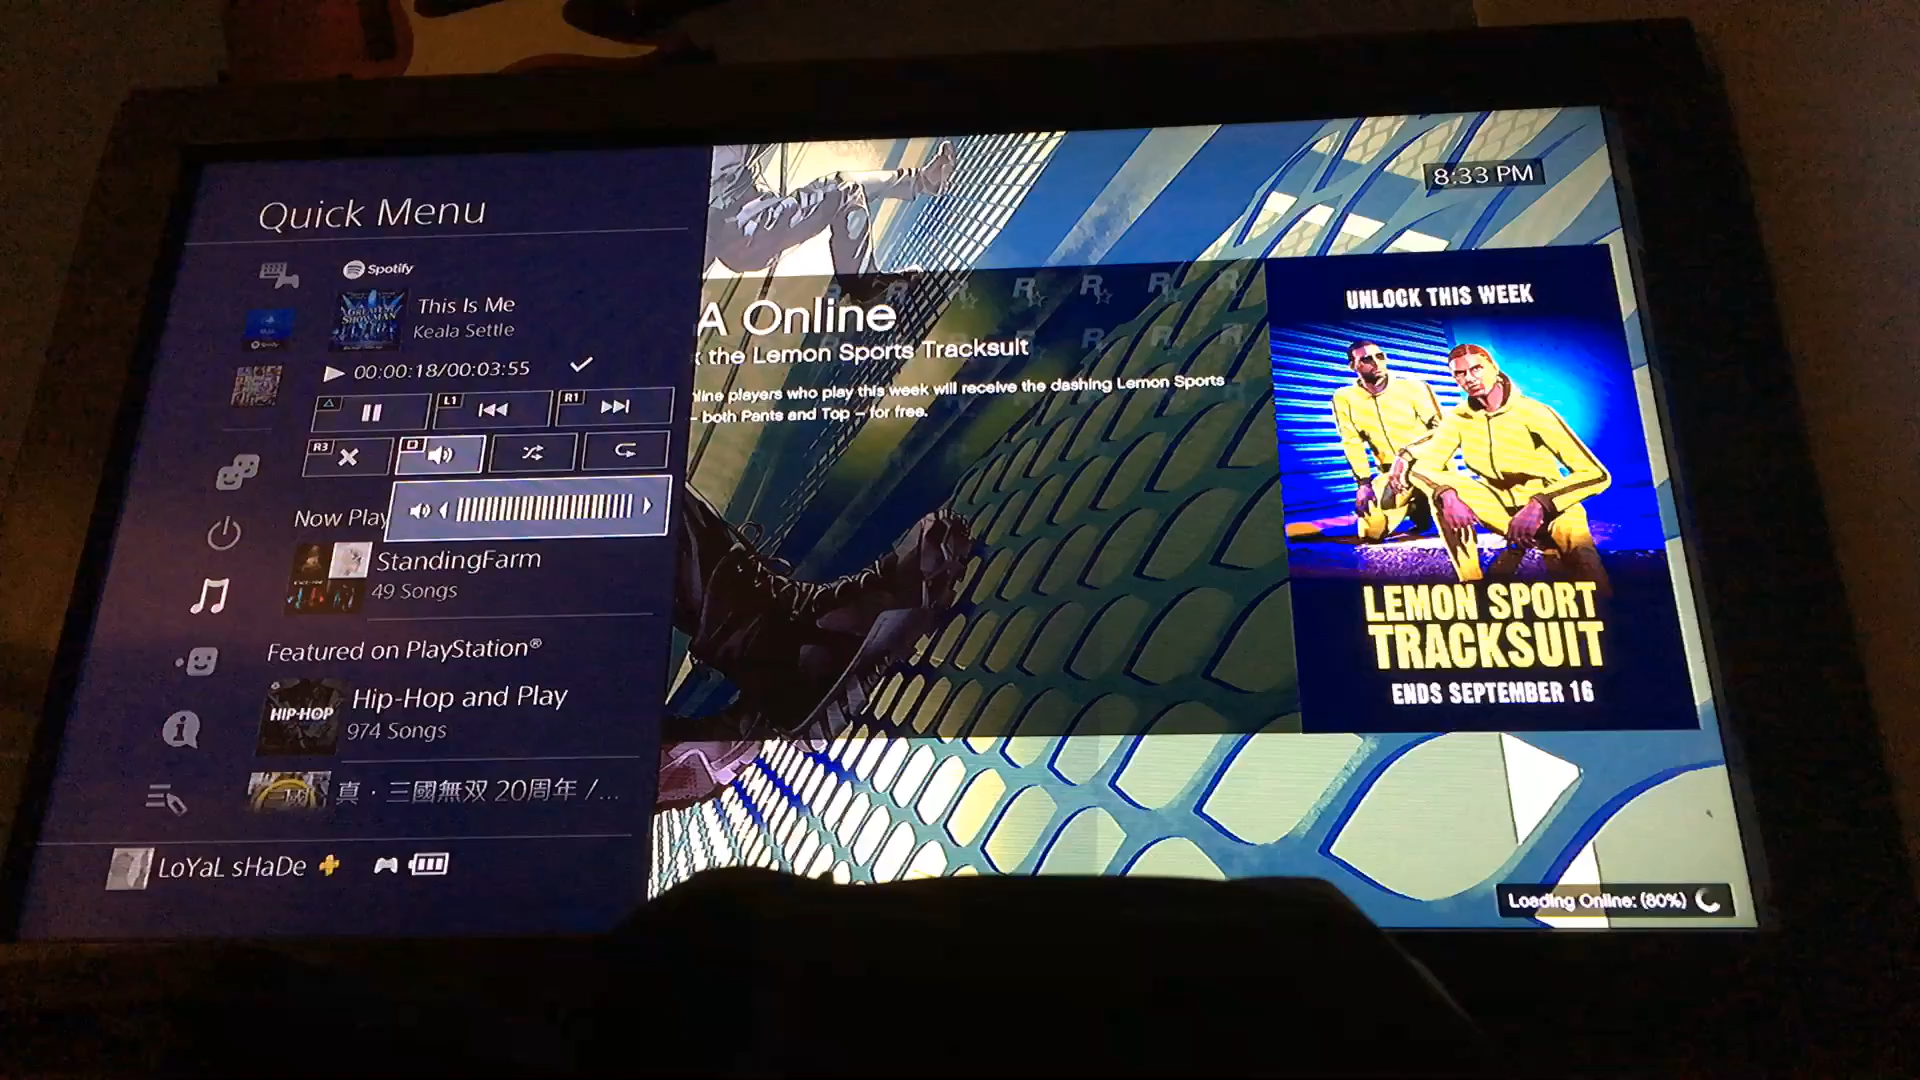 Quick Menu
Spotify
This Is Me
Keala Settle
00:00:18/00:03:55
L1
R1
R3
Now Play
StandingFarm
49 Songs
Featured on PlayStation®
HIP-HOP
Hip-Hop and Play
974 Songs
真・三國無双 20周年 /...
LoYaL sHaDe
8:33 PM
A Online
the Lemon Sports Tracksuit
line players who play this week will receive the dashing Lemon Sports
– both Pants and Top – for free.
UNLOCK THIS WEEK
LEMON SPORT
TRACKSUIT
ENDS SEPTEMBER 16
Loading Online: (80%)